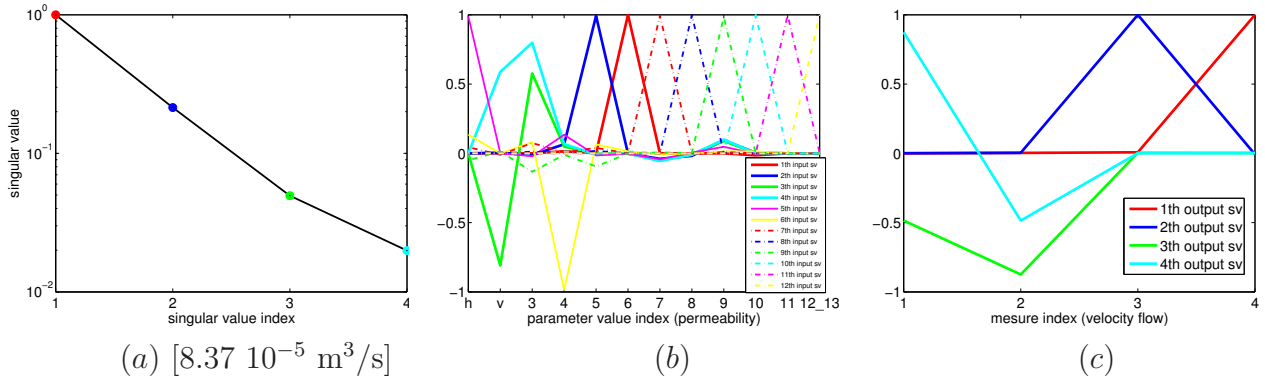 10^0
10^-1
10^-2
singular value
1 2 3 4
singular value index
(a) [8.37 10^-5 m^3/s]
1
0.5
0
−0.5
−1
h v 3 4 5 6 7 8 9 10 11 12_13
parameter value index (permeability)
1th input sv
2th input sv
3th input sv
4th input sv
5th input sv
6th input sv
7th input sv
8th input sv
9th input sv
10th input sv
11th input sv
12th input sv
(b)
1
0.5
0
−0.5
−1
1 2 3 4
mesure index (velocity flow)
1th output sv
2th output sv
3th output sv
4th output sv
(c)